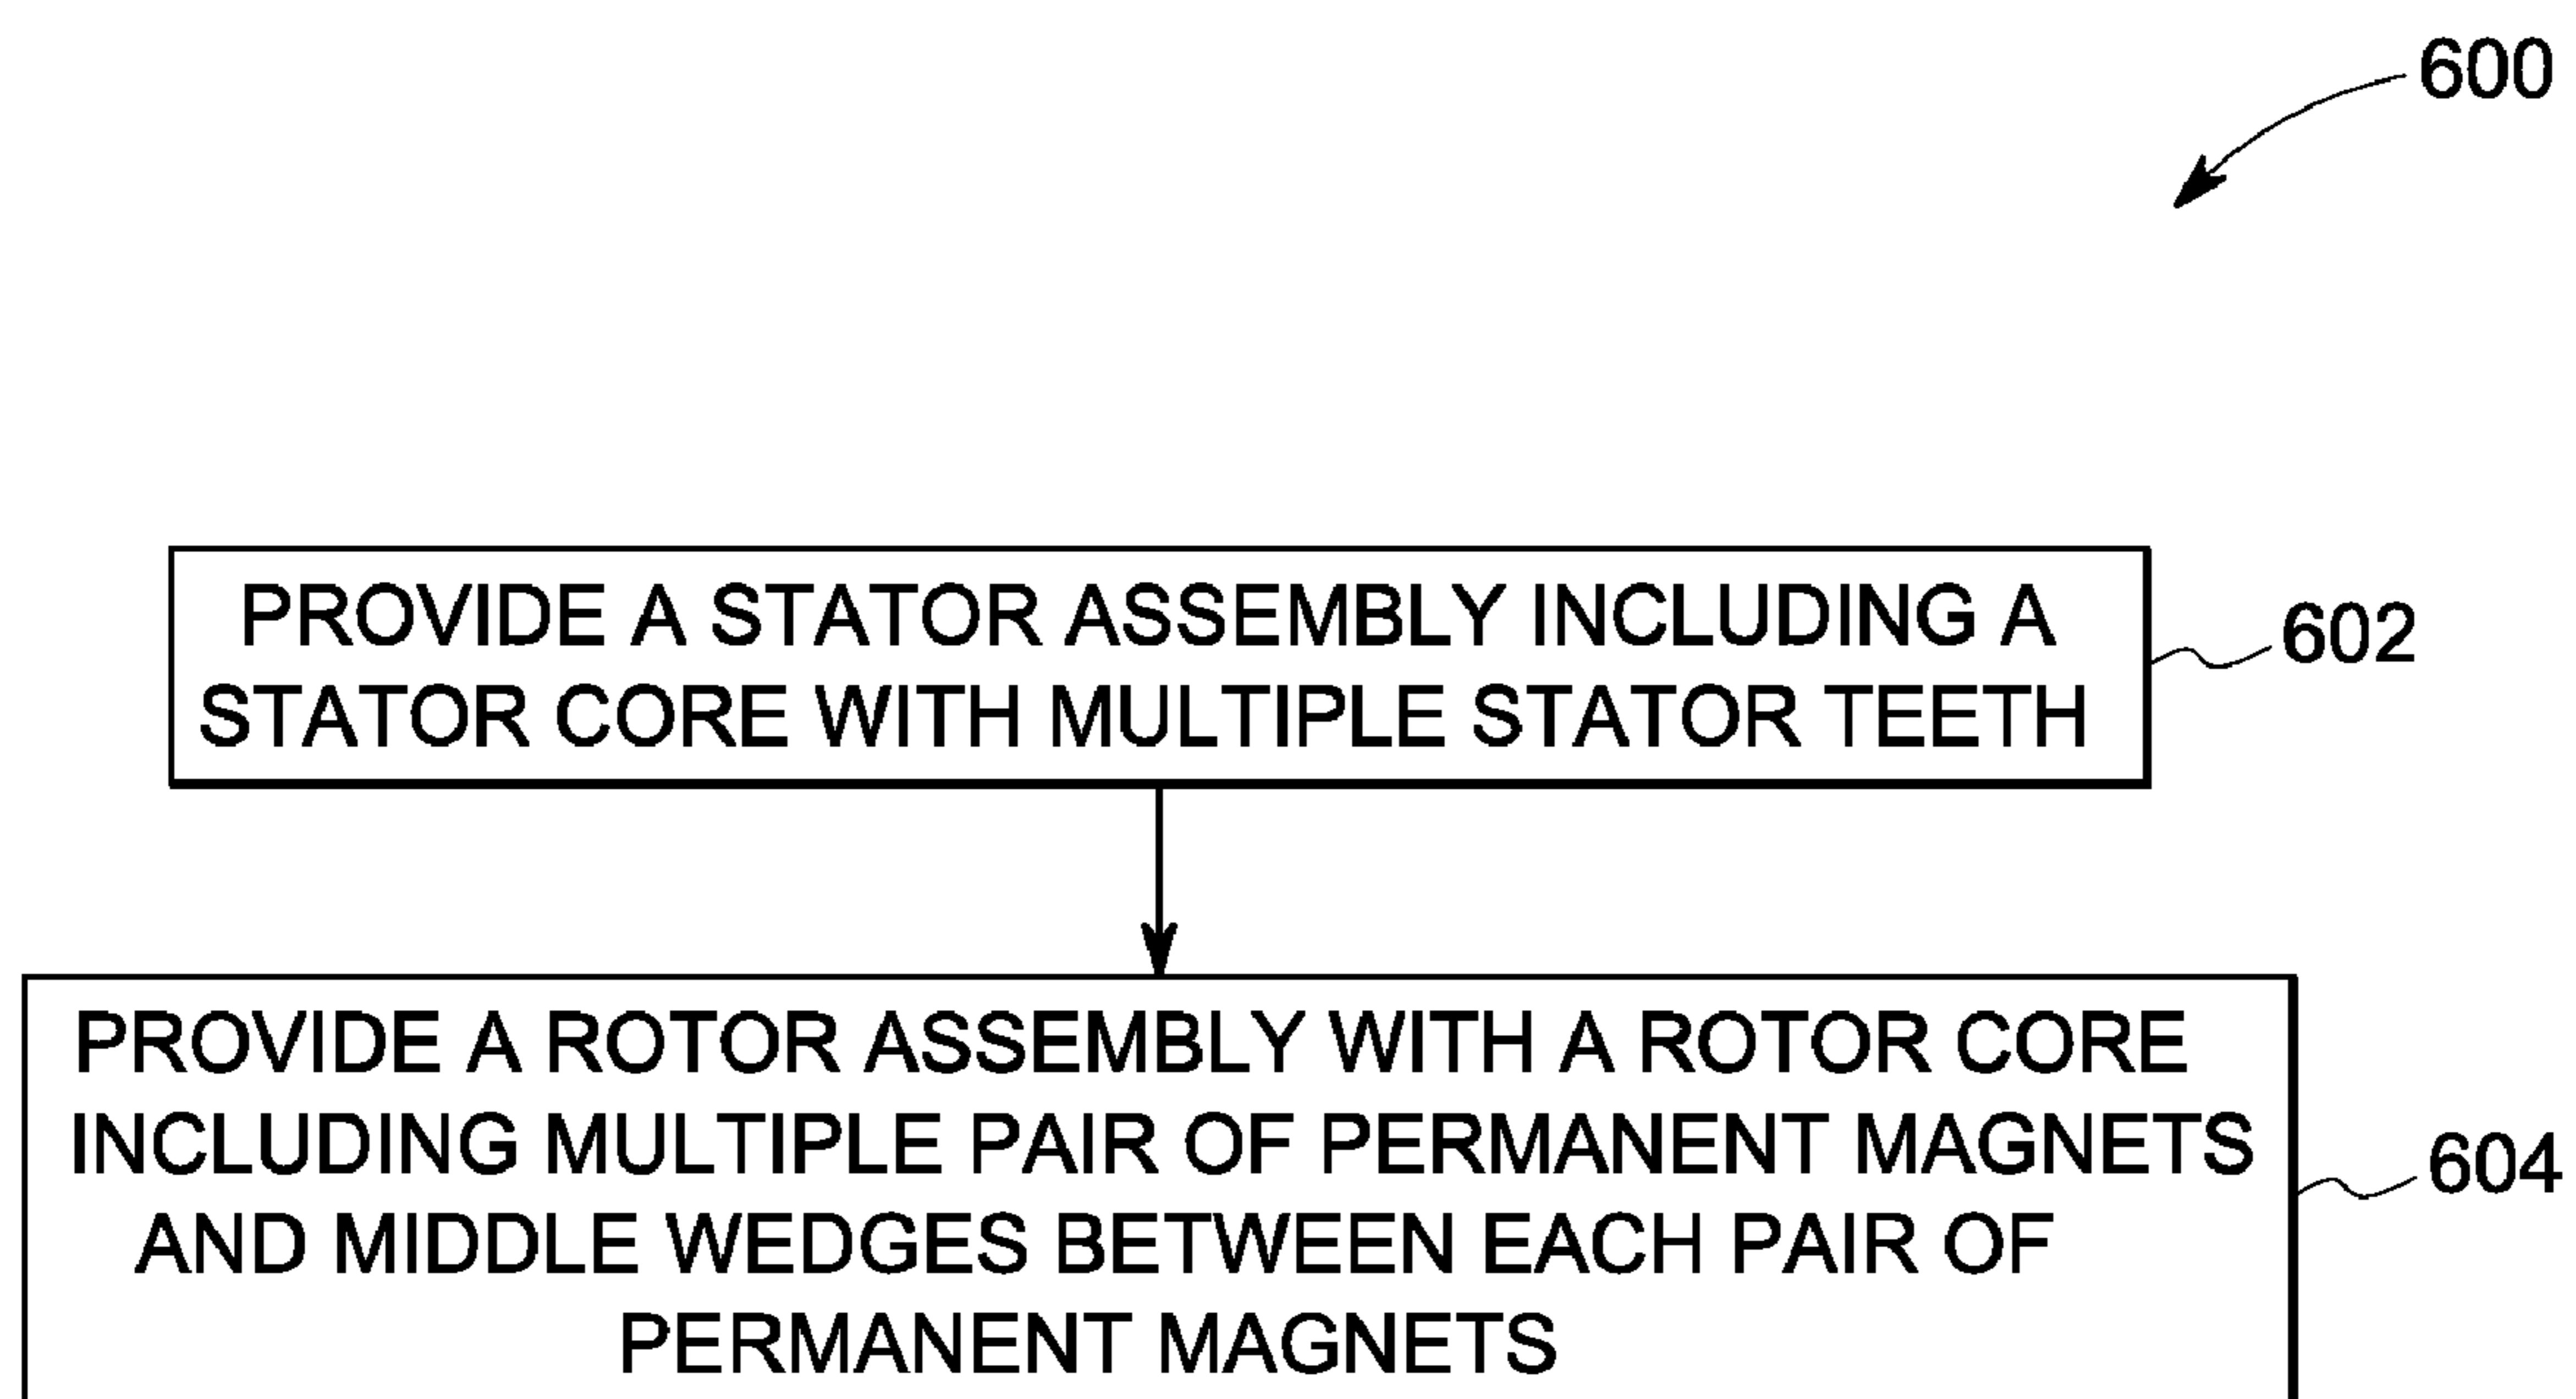 600
PROVIDE A STATOR ASSEMBLY INCLUDING A
STATOR CORE WITH MULTIPLE STATOR TEETH
602
PROVIDE A ROTOR ASSEMBLY WITH A ROTOR CORE
INCLUDING MULTIPLE PAIR OF PERMANENT MAGNETS
AND MIDDLE WEDGES BETWEEN EACH PAIR OF
PERMANENT MAGNETS
604